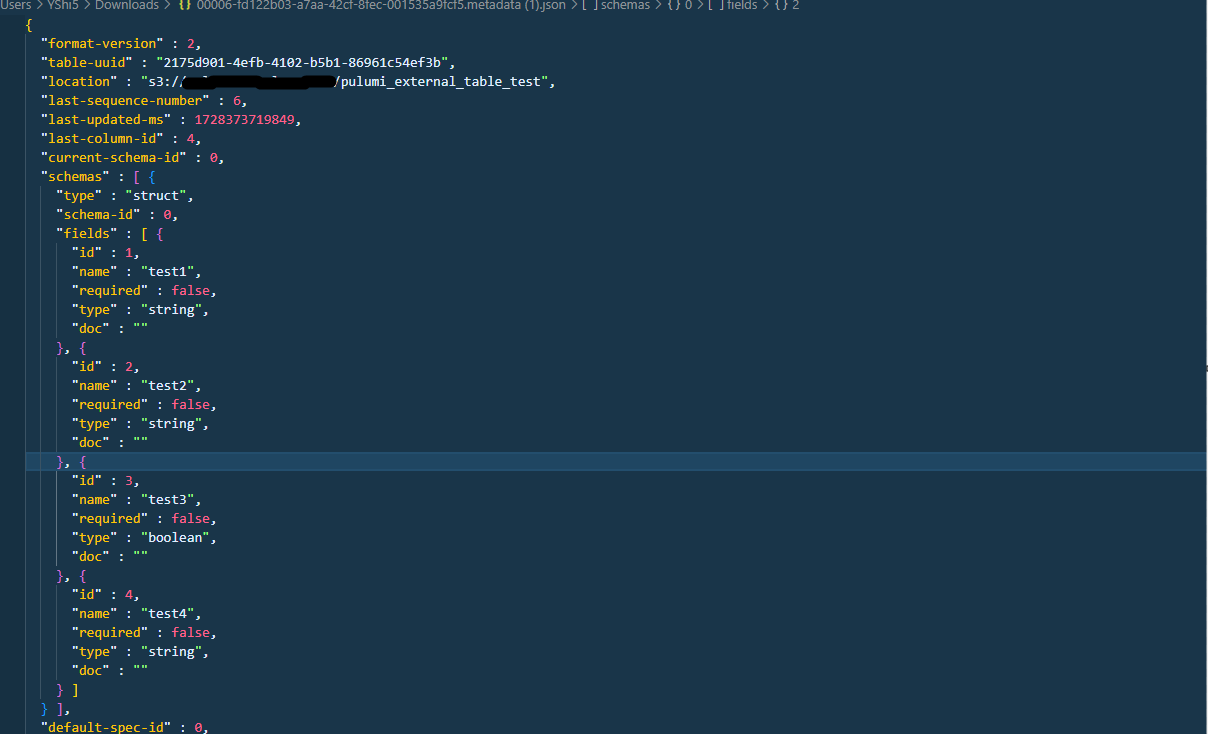 Users > YShi5 > Downloads > {} 00006-fd122b03-a7aa-42cf-8fec-001535a9fcf5.metadata (1).json > [ ] schemas > {} 0 > [ ] fields > {} 2
{
"format-version" : 2,
"table-uuid" : "2175d901-4efb-4102-b5b1-86961c54ef3b",
"location" : "s3:///pulumi_external_table_test",
"last-sequence-number" : 6,
"last-updated-ms" : 1728373719849,
"last-column-id" : 4,
"current-schema-id" : 0,
"schemas" : [ {
"type" : "struct",
"schema-id" : 0,
"fields" : [ {
"id" : 1,
"name" : "test1",
"required" : false,
"type" : "string",
"doc" : ""
}, {
"id" : 2,
"name" : "test2",
"required" : false,
"type" : "string",
"doc" : ""
}, {
"id" : 3,
"name" : "test3",
"required" : false,
"type" : "boolean",
"doc" : ""
}, {
"id" : 4,
"name" : "test4",
"required" : false,
"type" : "string",
"doc" : ""
} ]
} ],
"default-spec-id" : 0,